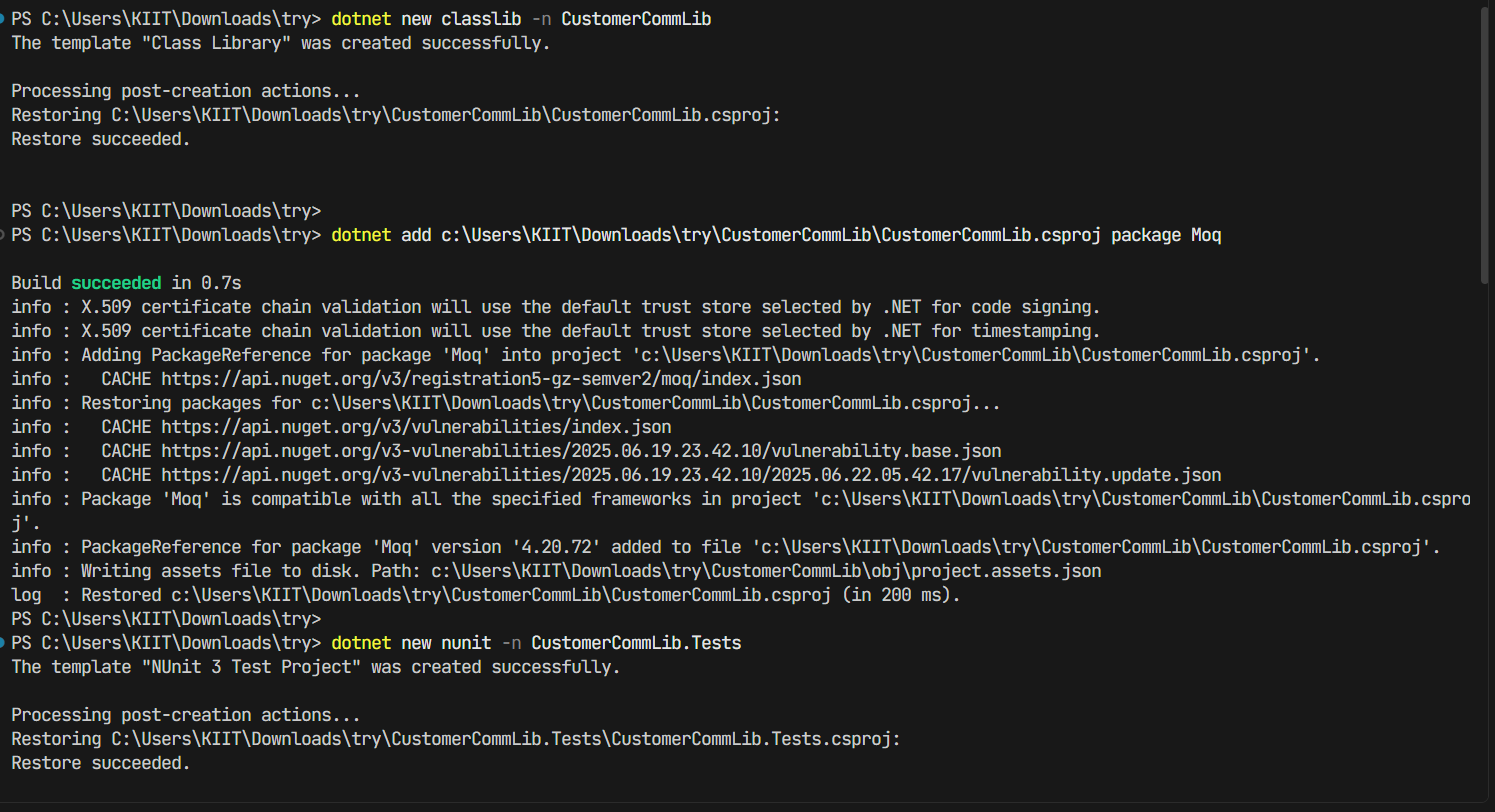 PS C:\Users\KIIT\Downloads\try> dotnet new classlib -n CustomerCommLib
The template "Class Library" was created successfully.
Processing post-creation actions...
Restoring C:\Users\KIIT\Downloads\try\CustomerCommLib\CustomerCommLib.csproj:
Restore succeeded.
PS C:\Users\KIIT\Downloads\try>
PS C:\Users\KIIT\Downloads\try> dotnet add c:\Users\KIIT\Downloads\try\CustomerCommLib\CustomerCommLib.csproj package Moq
Build succeeded in 0.7s
info : X.509 certificate chain validation will use the default trust store selected by .NET for code signing.
info : X.509 certificate chain validation will use the default trust store selected by .NET for timestamping.
info : Adding PackageReference for package 'Moq' into project 'c:\Users\KIIT\Downloads\try\CustomerCommLib\CustomerCommLib.csproj'.
info :   CACHE https://api.nuget.org/v3/registration5-gz-semver2/moq/index.json
info : Restoring packages for c:\Users\KIIT\Downloads\try\CustomerCommLib\CustomerCommLib.csproj...
info :   CACHE https://api.nuget.org/v3/vulnerabilities/index.json
info :   CACHE https://api.nuget.org/v3-vulnerabilities/2025.06.19.23.42.10/vulnerability.base.json
info :   CACHE https://api.nuget.org/v3-vulnerabilities/2025.06.19.23.42.10/2025.06.22.05.42.17/vulnerability.update.json
info : Package 'Moq' is compatible with all the specified frameworks in project 'c:\Users\KIIT\Downloads\try\CustomerCommLib\CustomerCommLib.cspro
j'.
info : PackageReference for package 'Moq' version '4.20.72' added to file 'c:\Users\KIIT\Downloads\try\CustomerCommLib\CustomerCommLib.csproj'.
info : Writing assets file to disk. Path: c:\Users\KIIT\Downloads\try\CustomerCommLib\obj\project.assets.json
log  : Restored c:\Users\KIIT\Downloads\try\CustomerCommLib\CustomerCommLib.csproj (in 200 ms).
PS C:\Users\KIIT\Downloads\try>
PS C:\Users\KIIT\Downloads\try> dotnet new nunit -n CustomerCommLib.Tests
The template "NUnit 3 Test Project" was created successfully.
Processing post-creation actions...
Restoring C:\Users\KIIT\Downloads\try\CustomerCommLib.Tests\CustomerCommLib.Tests.csproj:
Restore succeeded.